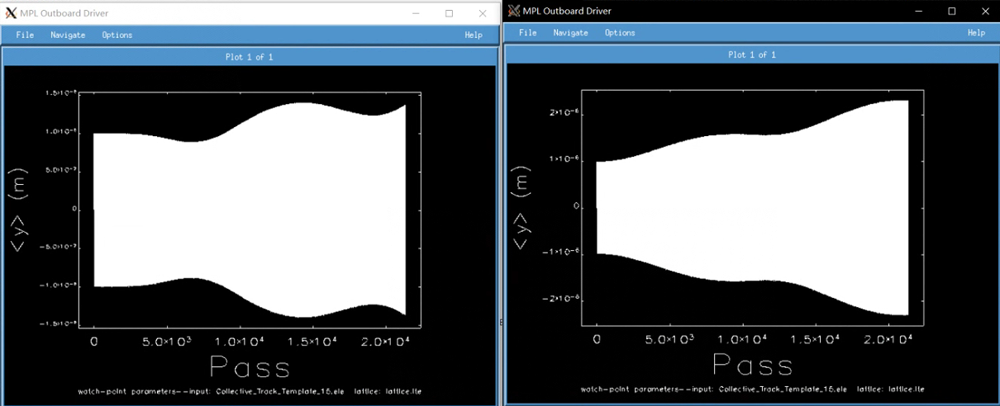 MPL Outboard Driver
File Navigate Options Help
Plot 1 of 1
1.5×10⁻⁶
1.0×10⁻⁶
5.0×10⁻⁷
0
−5.0×10⁻⁷
−1.0×10⁻⁶
−1.5×10⁻⁶
<y> (m)
0 5.0×10³ 1.0×10⁴ 1.5×10⁴ 2.0×10⁴
Pass
watch-point parameters--input: Collective_Track_Template_15.ele lattice: lattice.lte
MPL Outboard Driver
File Navigate Options Help
Plot 1 of 1
2×10⁻⁶
1×10⁻⁶
0
−1×10⁻⁶
−2×10⁻⁶
<y> (m)
0 5.0×10³ 1.0×10⁴ 1.5×10⁴ 2.0×10⁴
Pass
watch-point parameters--input: Collective_Track_Template_15.ele lattice: lattice.lte